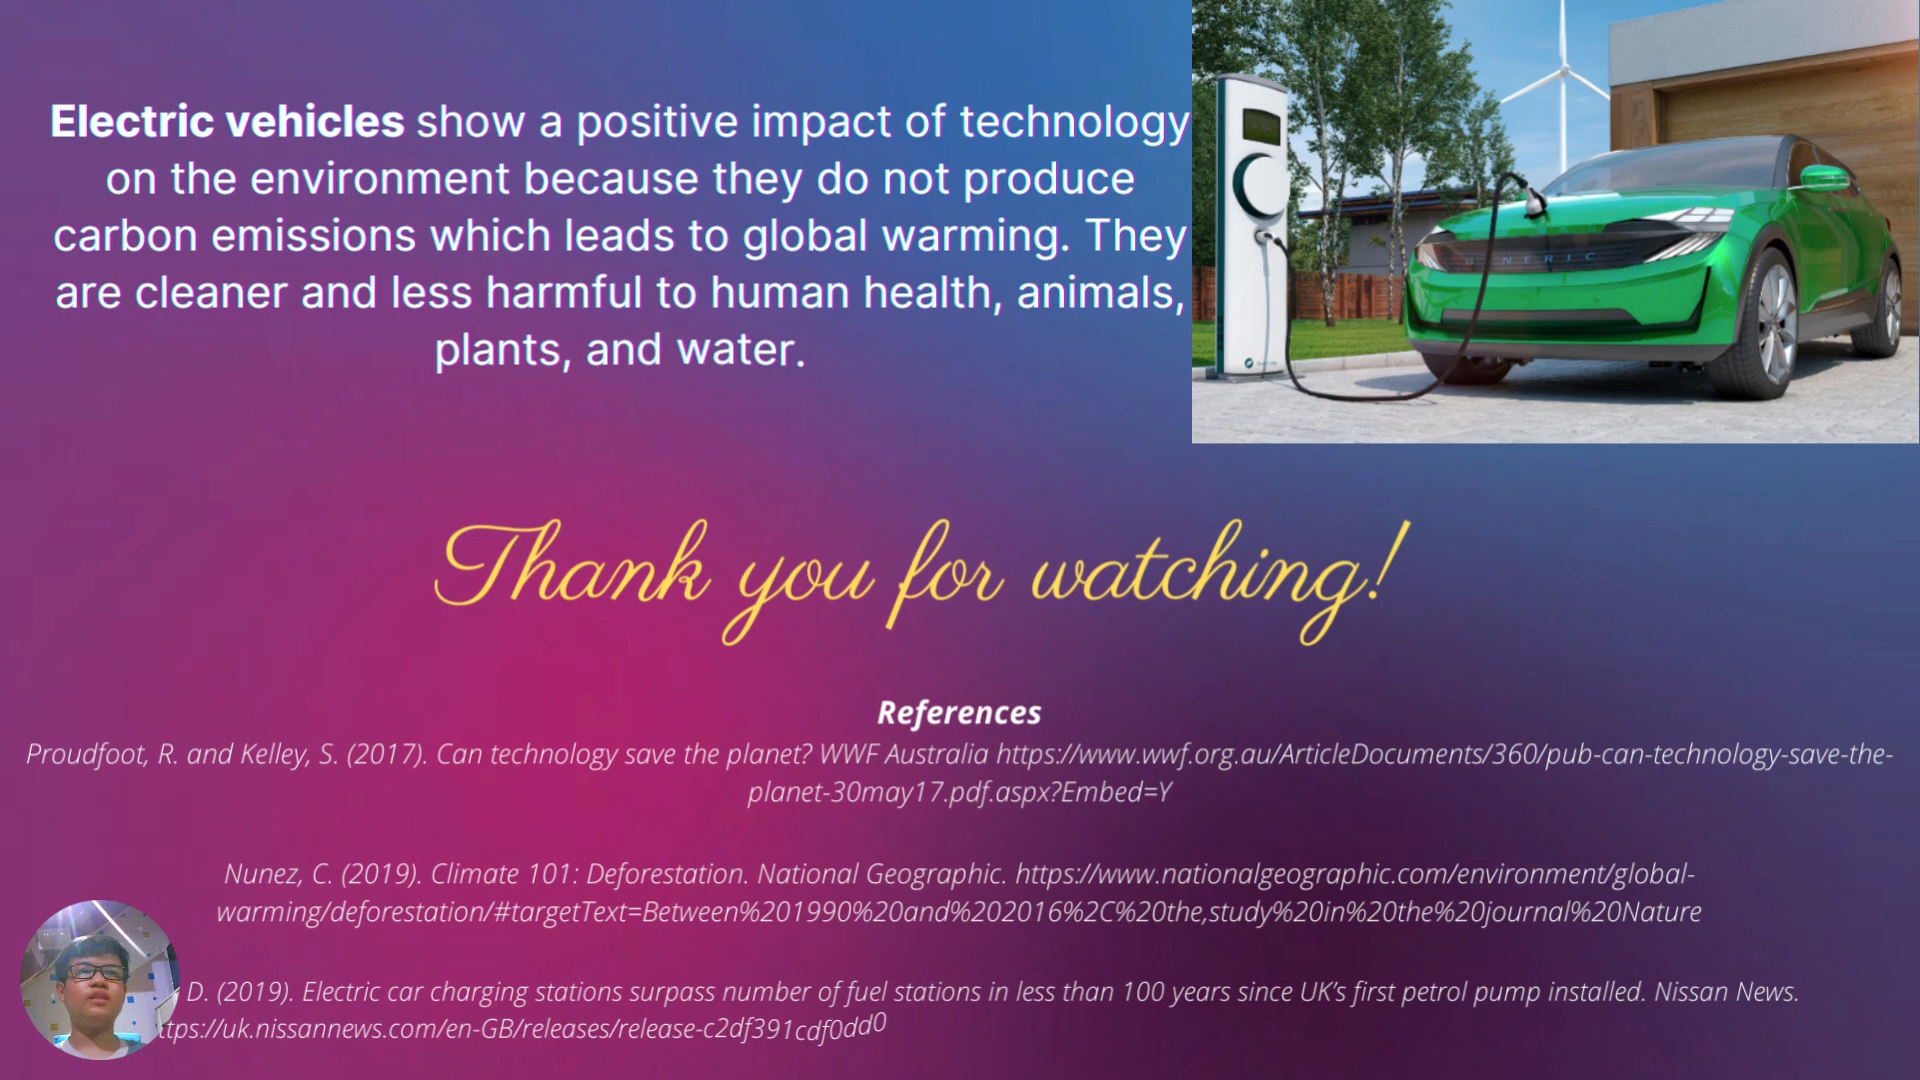 Electric vehicles show a positive impact of technology
on the environment because they do not produce
carbon emissions which leads to global warming. They
are cleaner and less harmful to human health, animals,
plants, and water.
GENERIC
Thank you for watching!
References
Proudfoot, R. and Kelley, S. (2017). Can technology save the planet? WWF Australia https://www.wwf.org.au/ArticleDocuments/360/pub-can-technology-save-the-
planet-30may17.pdf.aspx?Embed=Y
Nunez, C. (2019). Climate 101: Deforestation. National Geographic. https://www.nationalgeographic.com/environment/global-
warming/deforestation/#targetText=Between%201990%20and%202016%2C%20the,study%20in%20the%20journal%20Nature
D. (2019). Electric car charging stations surpass number of fuel stations in less than 100 years since UK’s first petrol pump installed. Nissan News.
ttps://uk.nissannews.com/en-GB/releases/release-c2df391cdf0dd0